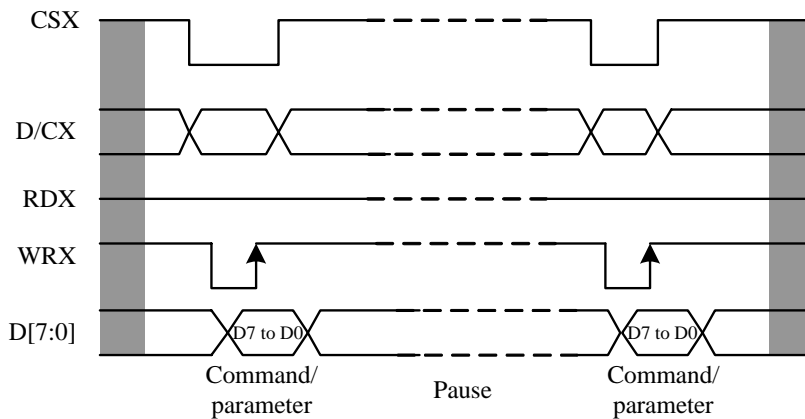 CSX
D/CX
RDX
WRX
D[7:0]
D7 to D0
D7 to D0
Command/
parameter
Pause
Command/
parameter